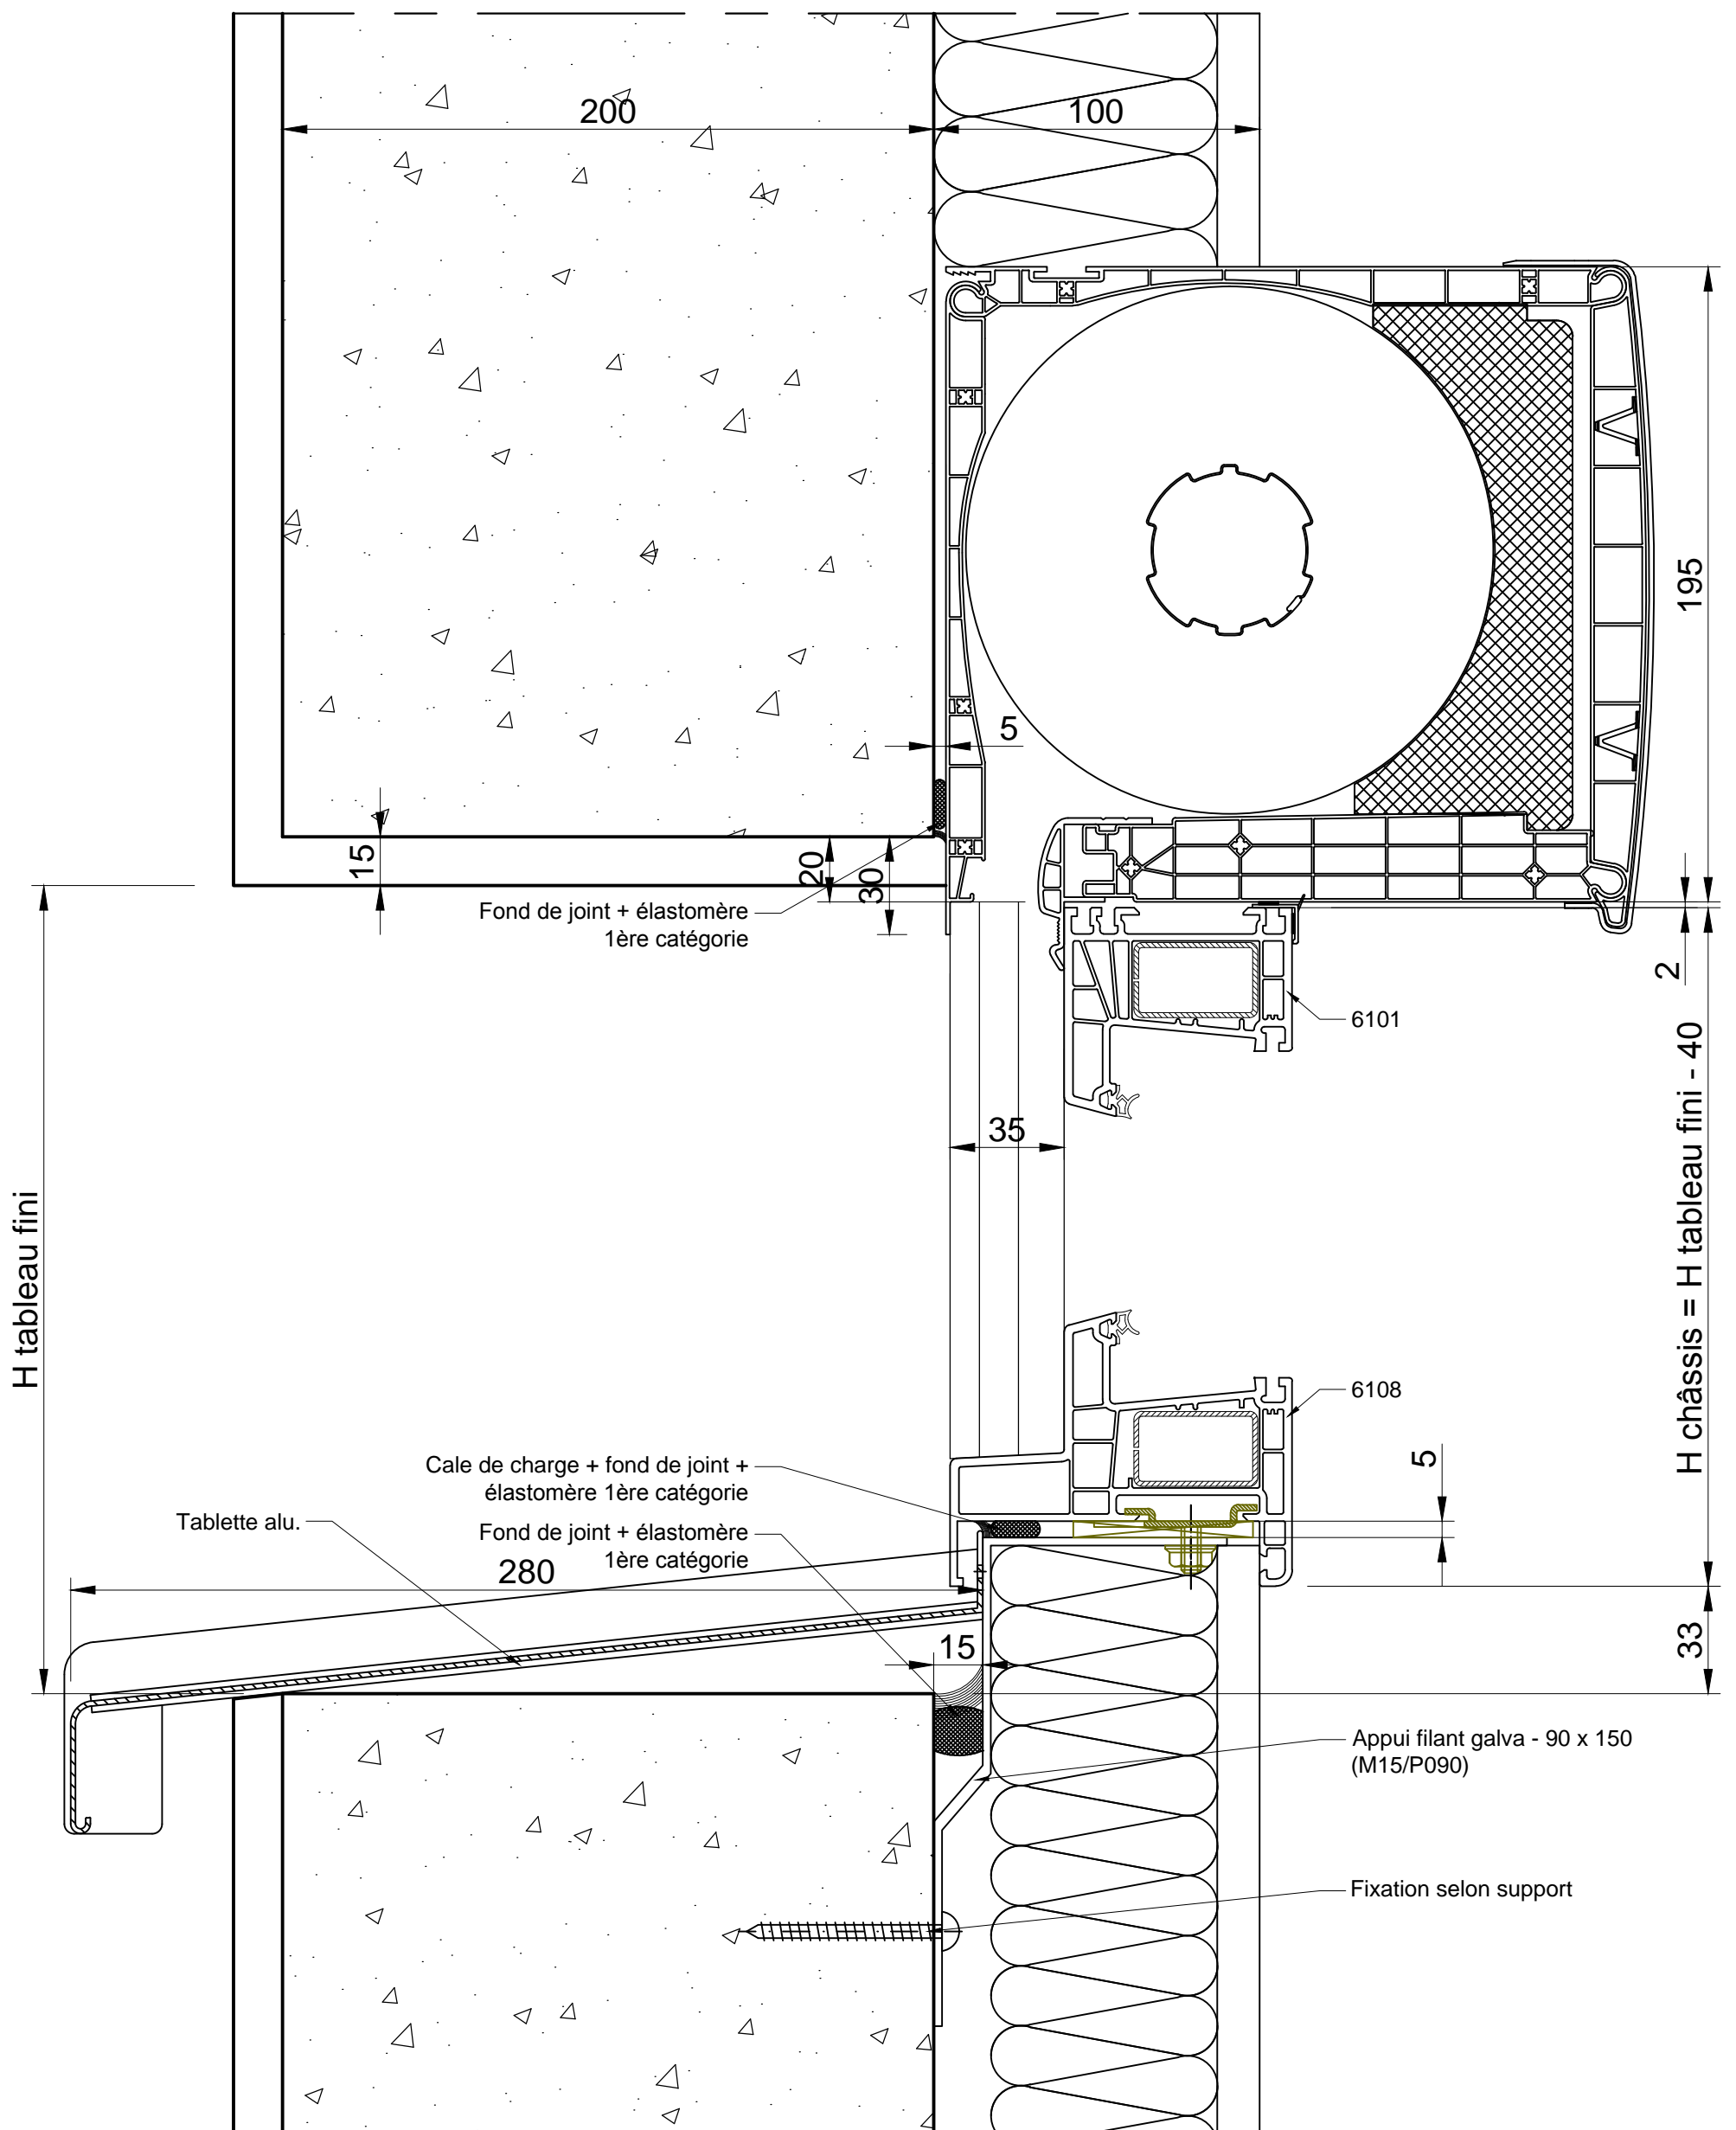 200
100
195
5
15
20
30
Fond de joint + élastomère
1ère catégorie
2
6101
35
H tableau fini
H châssis = H tableau fini - 40
6108
Cale de charge + fond de joint +
élastomère 1ère catégorie
5
Tablette alu.
Fond de joint + élastomère
1ère catégorie
280
15
33
Appui filant galva - 90 x 150
(M15/P090)
Fixation selon support